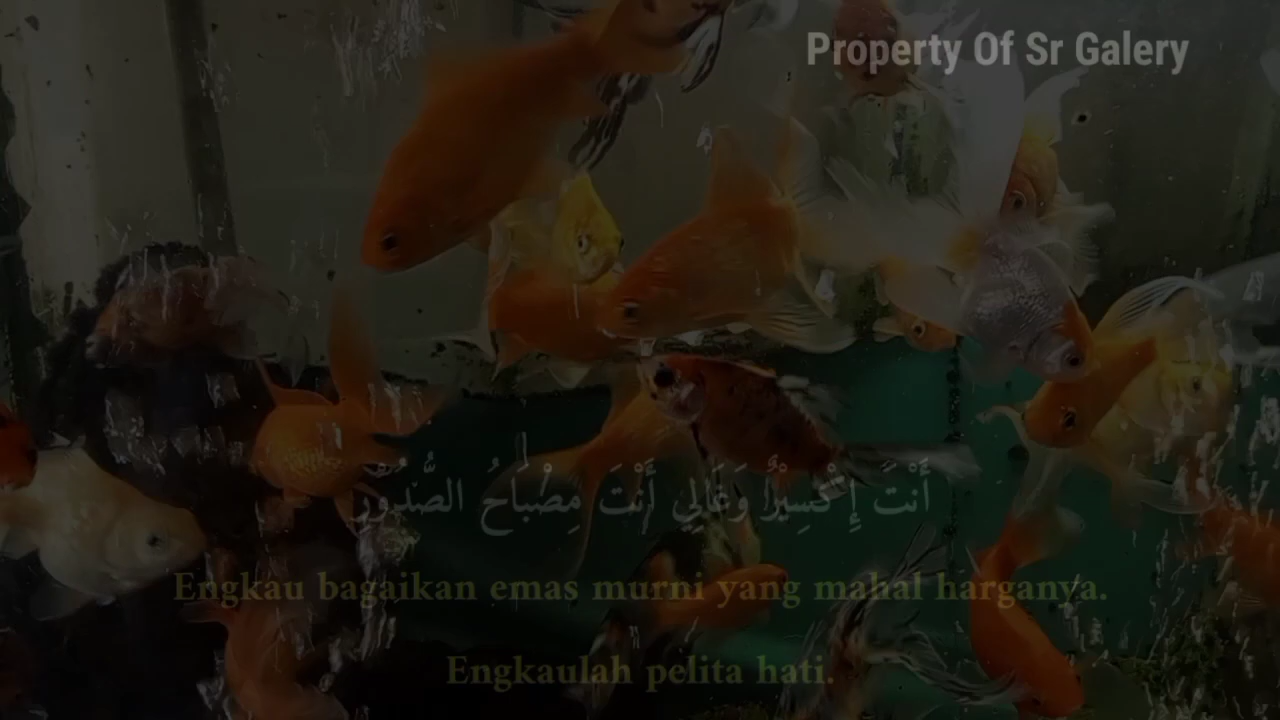 Property Of Sr Galery
أَنْتَ إِكْسِيْرٌ وَغَالِي أَنْتَ مِصْبَاحُ الصُّدُوْرِ
Engkau bagaikan emas murni yang mahal harganya.
Engkaulah pelita hati.